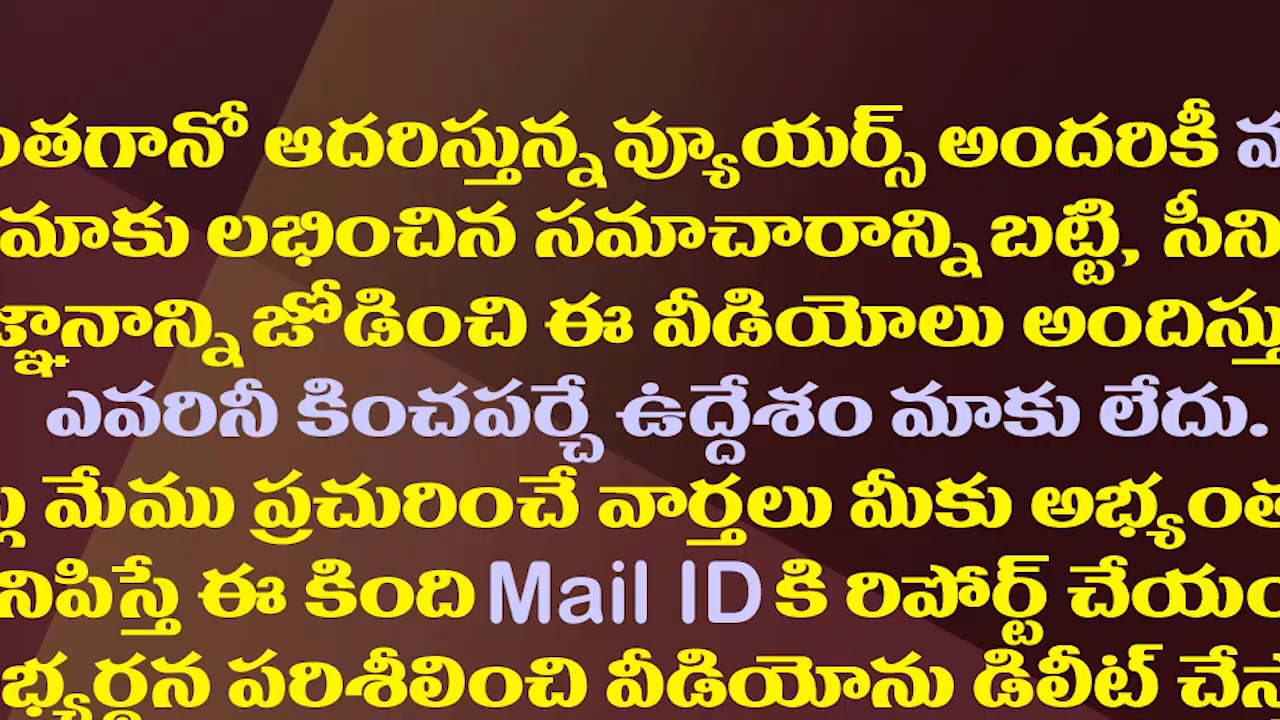 ంతగానో ఆదరిస్తున్న వ్యూయర్స్ అందరికీ
మాకు లభించిన సమాచారాన్ని బట్టి, సీని
జ్ఞానాన్ని జోడించి ఈ వీడియోలు అందిస్తు
ఎవరినీ కించపర్చే ఉద్దేశం మాకు లేదు.
మేము ప్రచురించే వార్తలు మీకు అభ్యంత
నిపిస్తే ఈ కింది Mail ID కి రిపోర్ట్ చేయం
భ్యర్థన పరిశీలించి వీడియోను డిలీట్ చేస